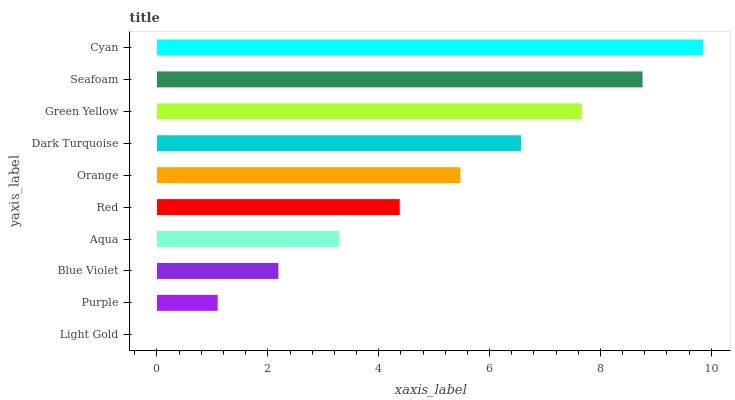 title
Cyan
Seafoam
Green Yellow
Dark Turquoise
Orange
Red
Aqua
Blue Violet
Purple
Light Gold
yaxis_label
0 2 4 6 8 10
xaxis_label